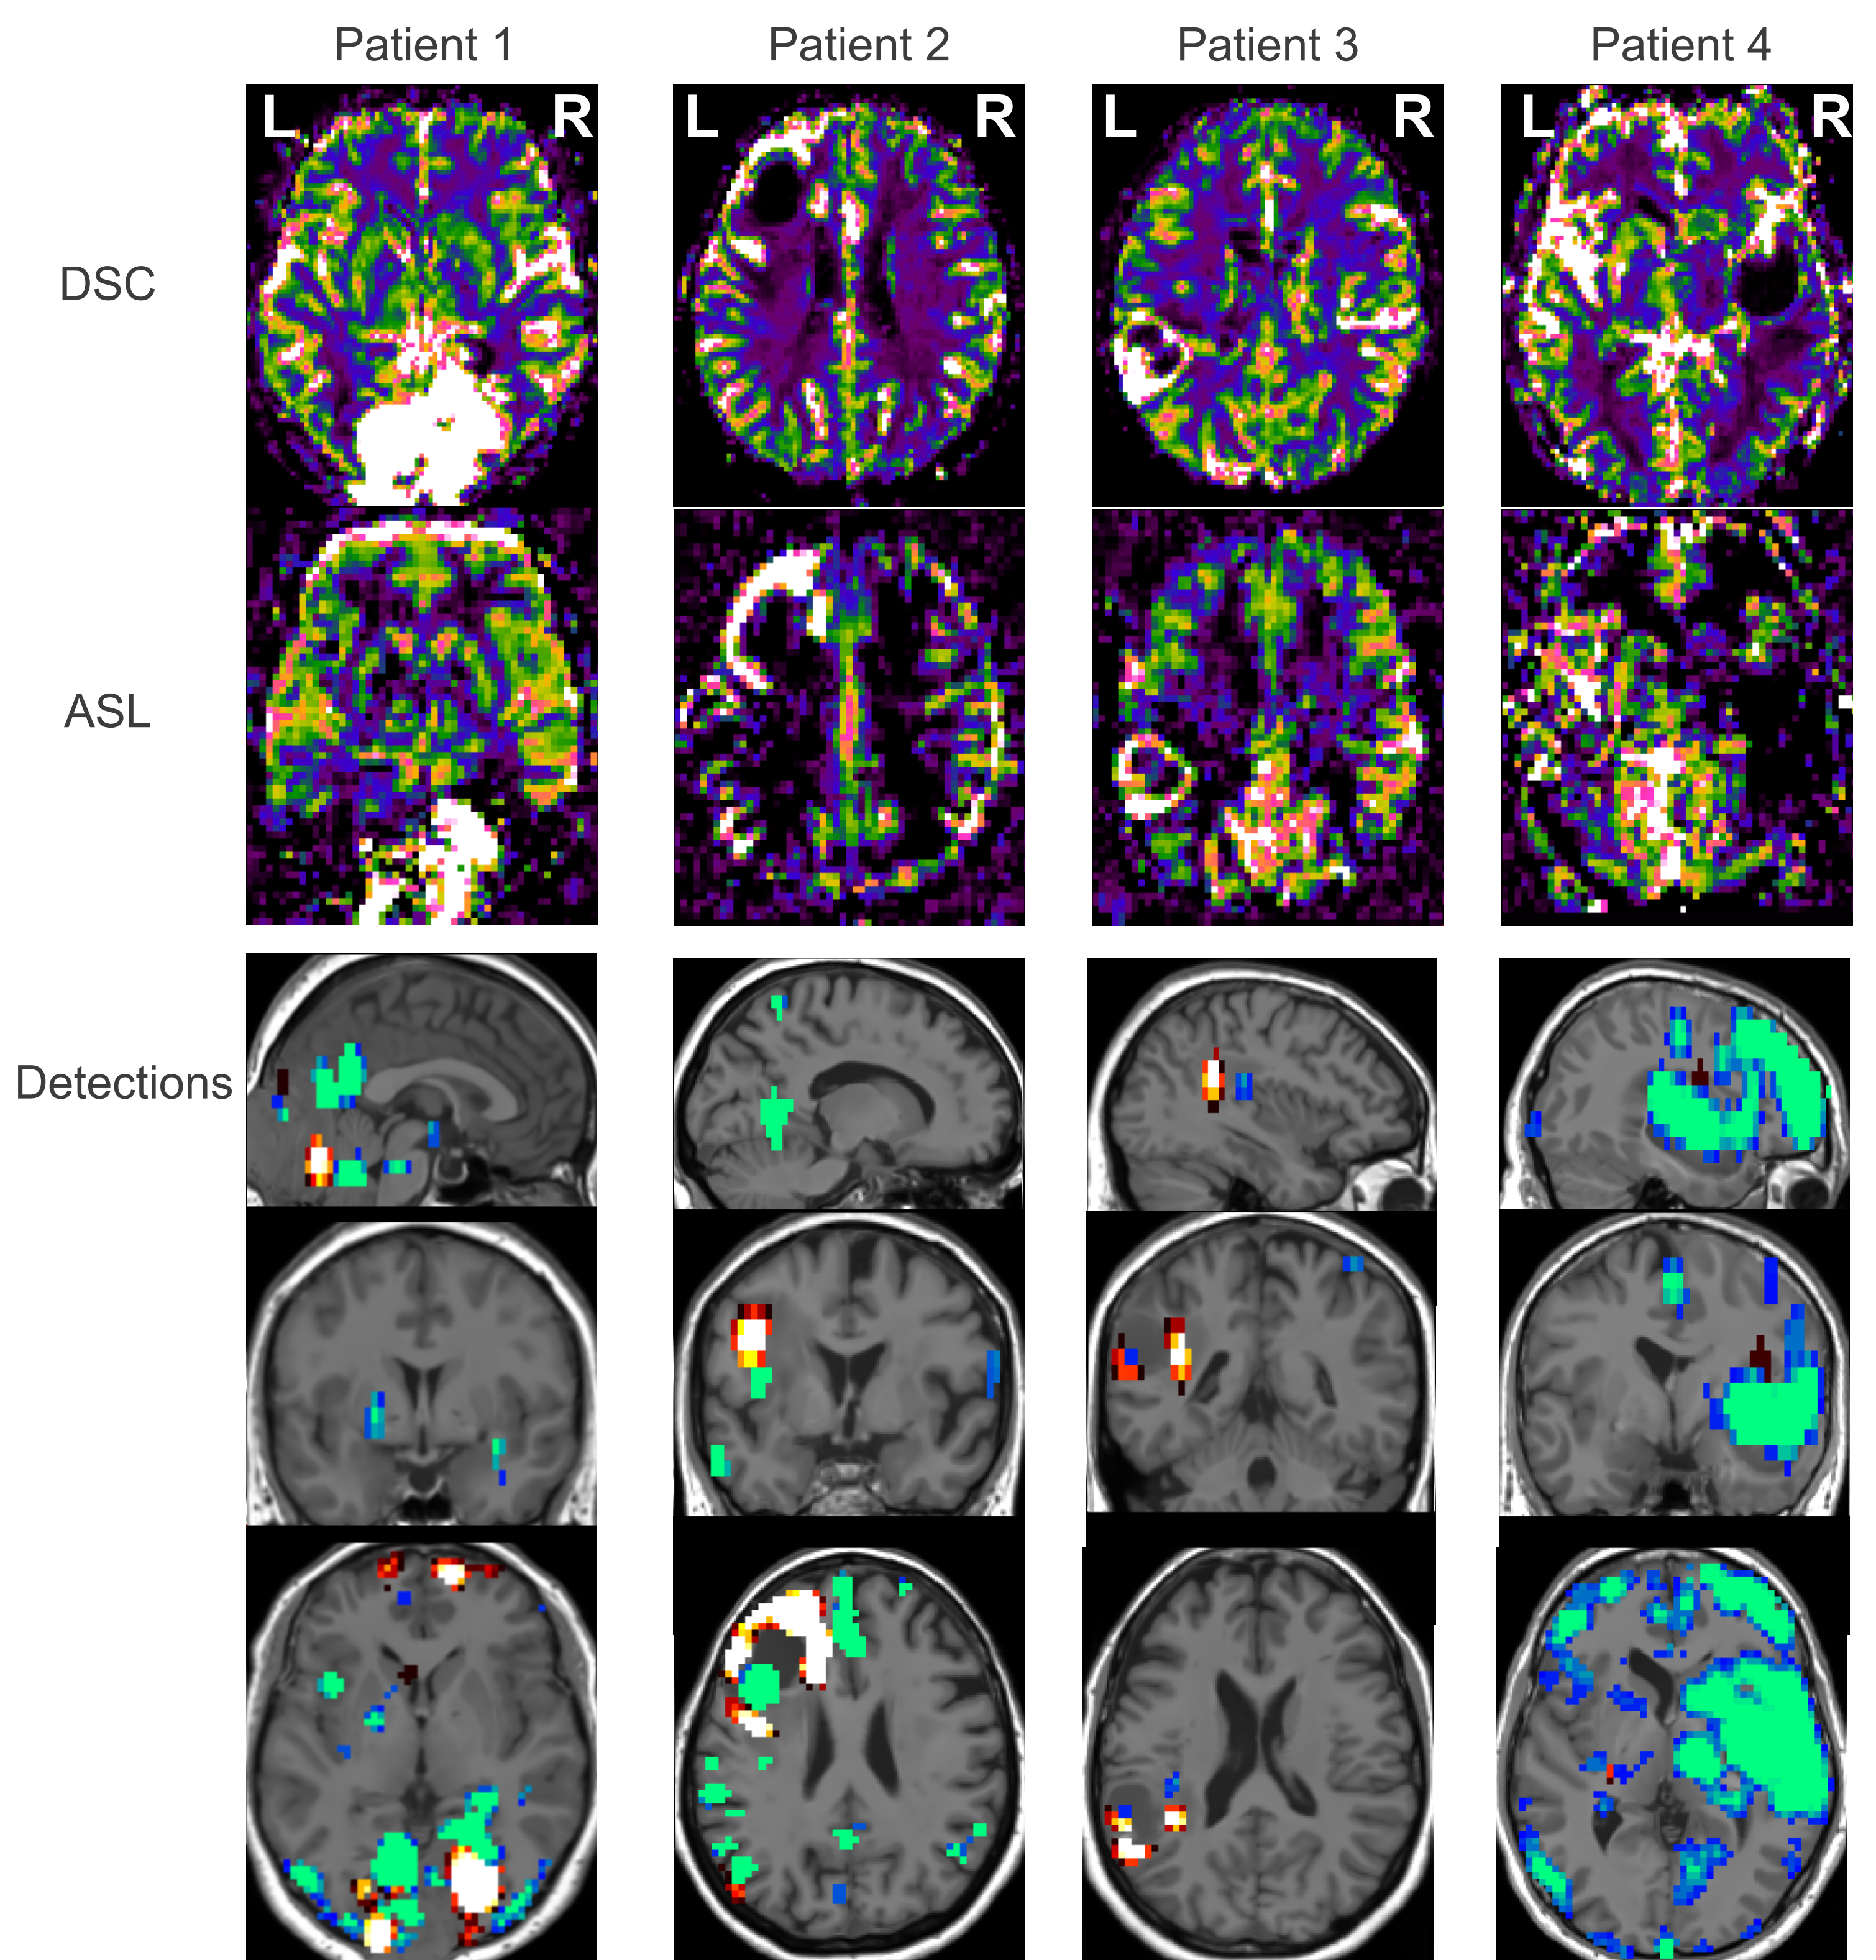 Patient 1 Patient 2 Patient 3 Patient 4
L R L R L R L R
DSC
ASL
Detections